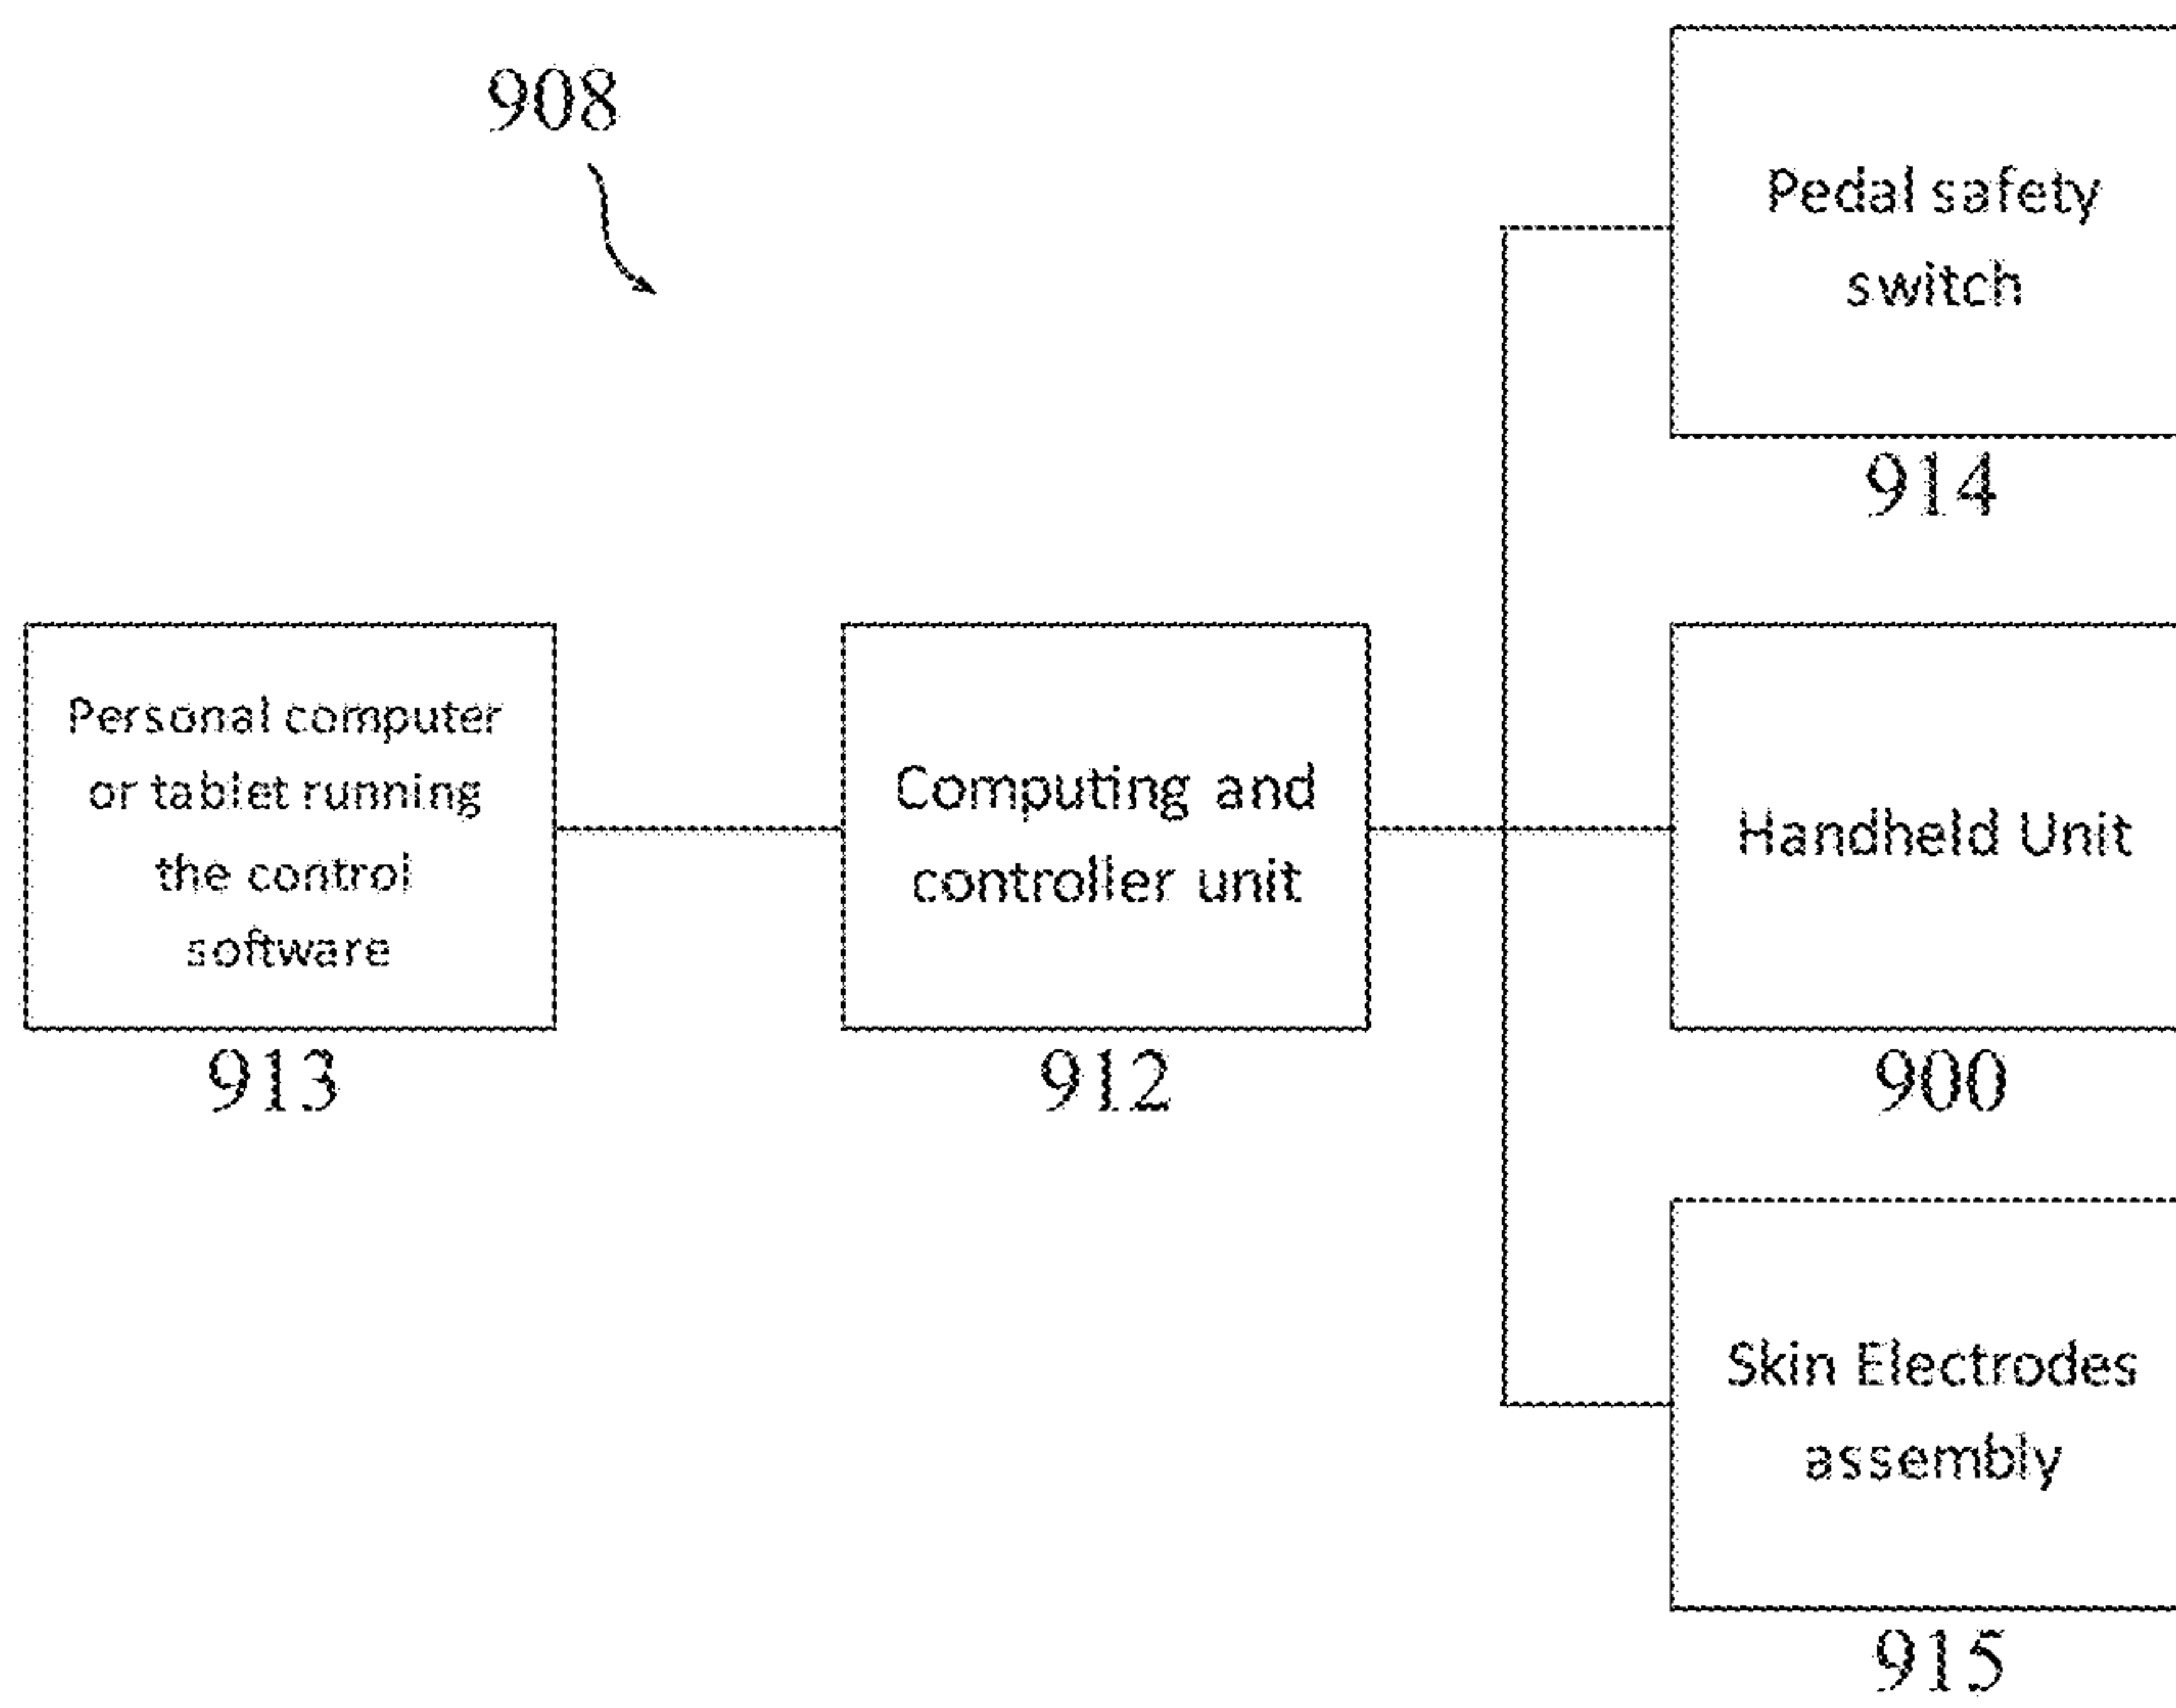 908
Pedal safety
switch
914
Personal computer
or tablet running
the control
software
913
Computing and
controller unit
912
Handheld Unit
900
Skin Electrodes
assembly
915